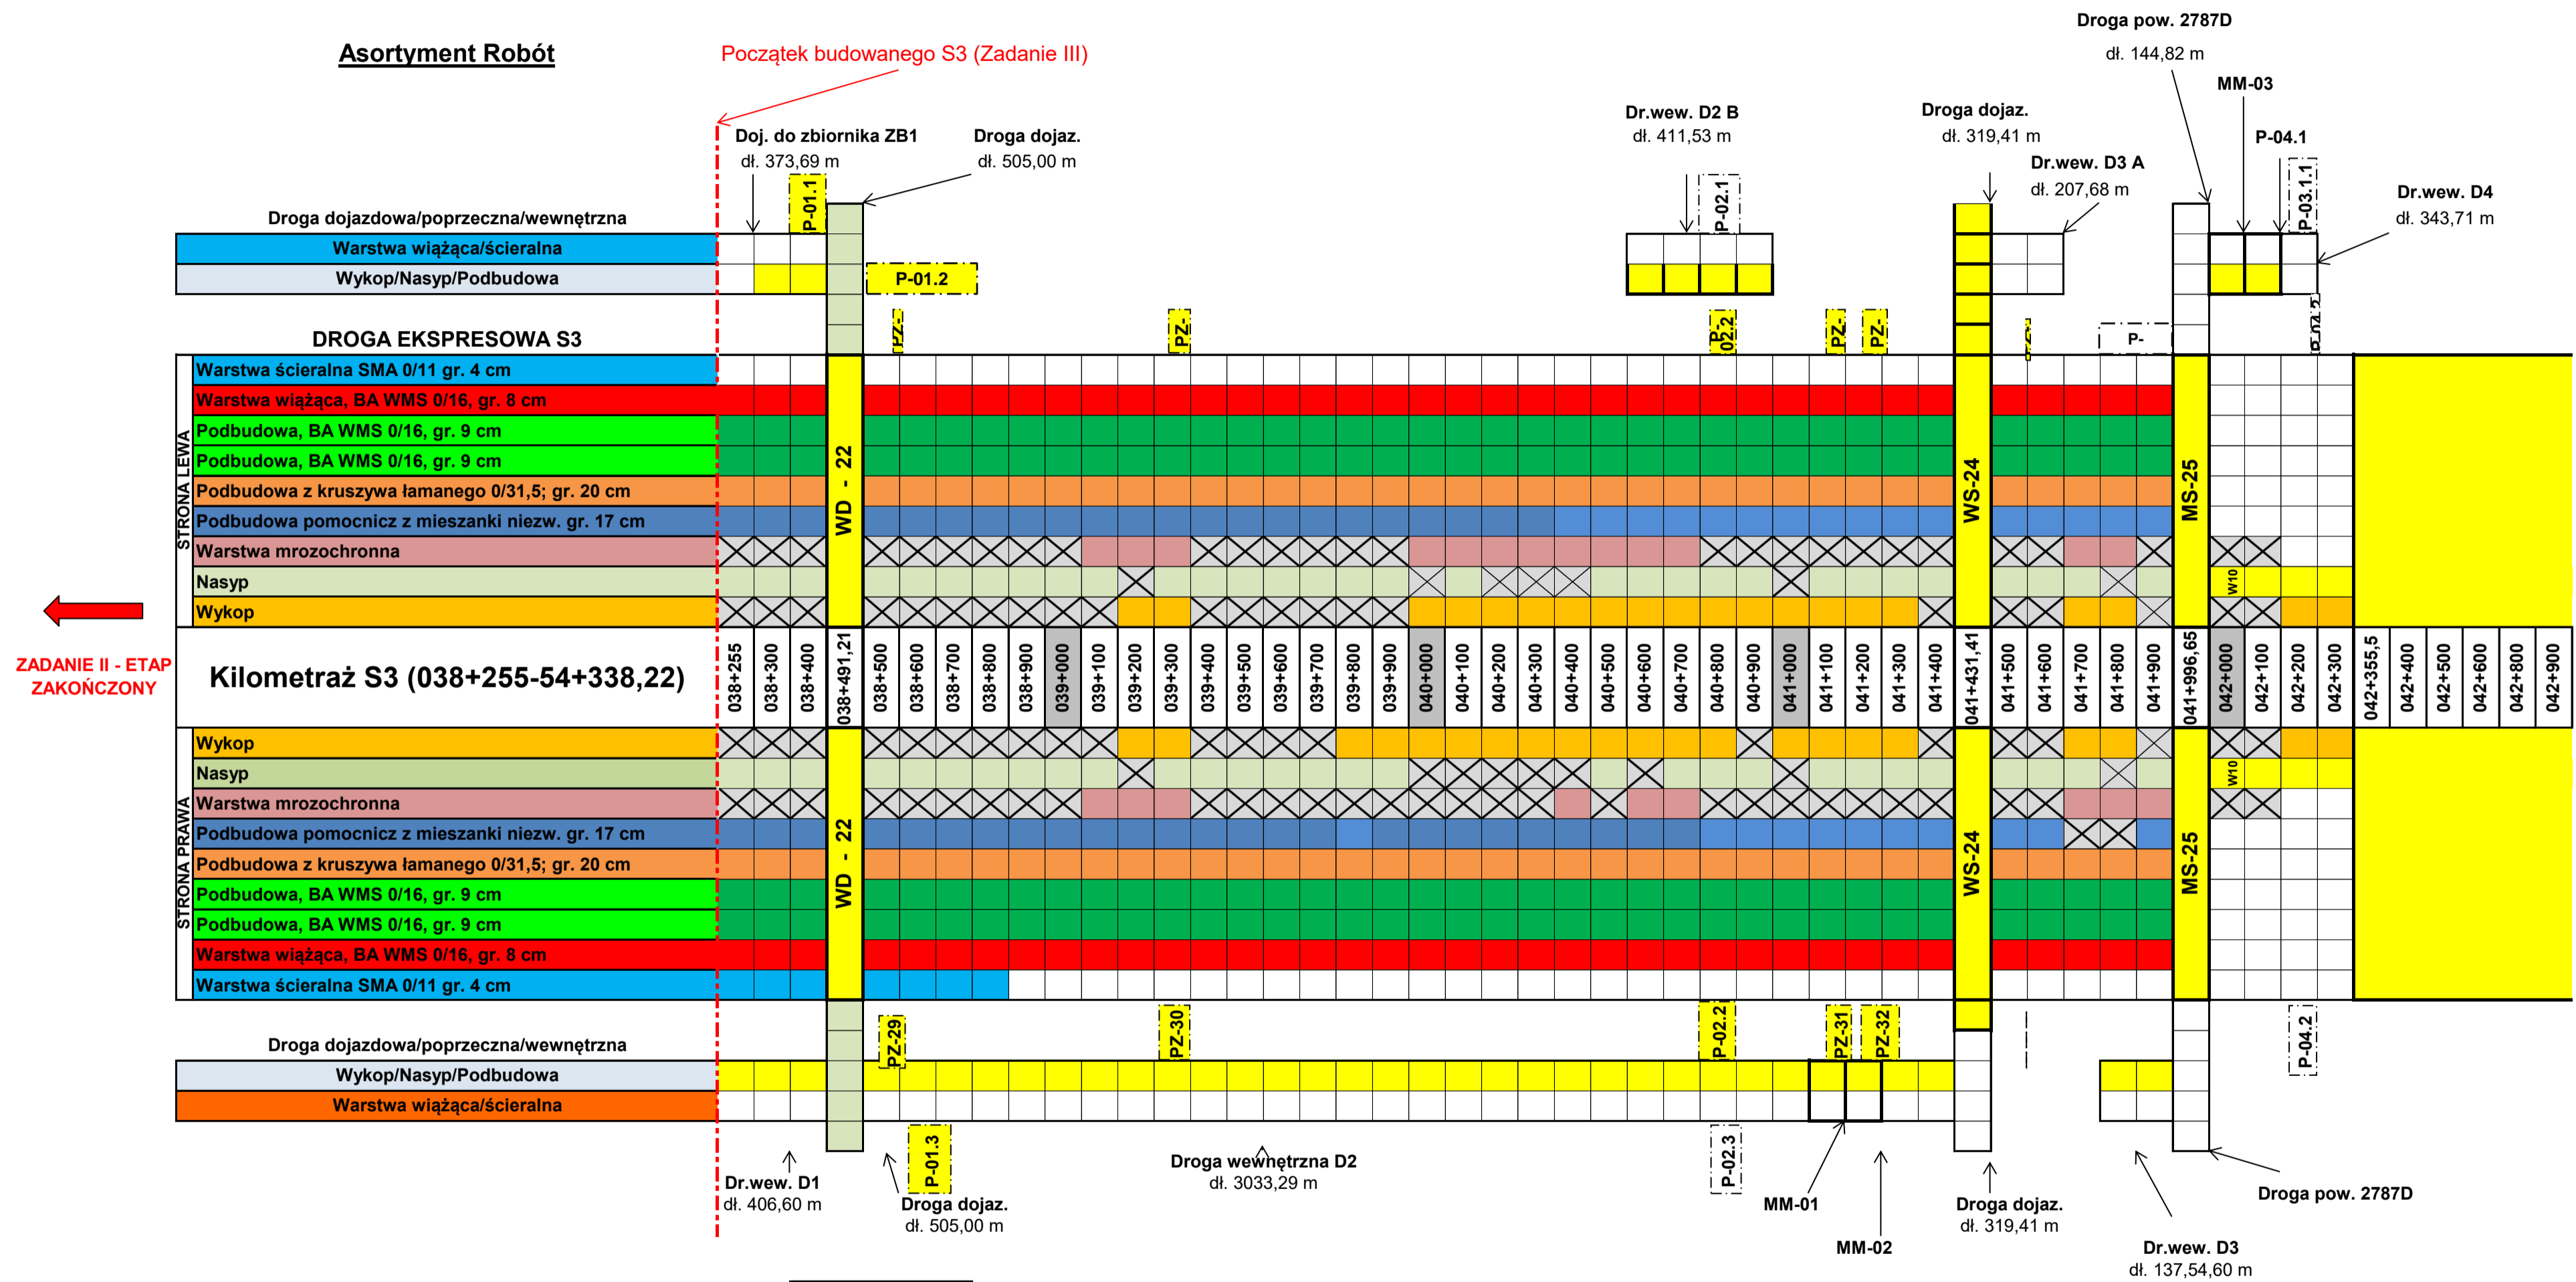 Droga pow. 2787D
dł. 144,82 m
Asortyment Robót
Początek budowanego S3 (Zadanie III)
MM-03
Dr.wew. D2 B
dł. 411,53 m
Droga dojaz.
dł. 319,41 m
Doj. do zbiornika ZB1
dł. 373,69 m
Droga dojaz.
dł. 505,00 m
P-04.1
Dr.wew. D3 A
dł. 207,68 m
Dr.wew. D4
dł. 343,71 m
P-01.1
P-02.1
P-03.1.1
Droga dojazdowa/poprzeczna/wewnętrzna
Warstwa wiążąca/ścieralna
Wykop/Nasyp/Podbudowa
P-01.2
PZ-
PZ-
P-
02.2
PZ-
PZ-
P-
DROGA EKSPRESOWA S3
STRONA LEWA
Warstwa ścieralna SMA 0/11 gr. 4 cm
Warstwa wiążąca, BA WMS 0/16, gr. 8 cm
Podbudowa, BA WMS 0/16, gr. 9 cm
Podbudowa, BA WMS 0/16, gr. 9 cm
Podbudowa z kruszywa łamanego 0/31,5; gr. 20 cm
Podbudowa pomocnicz z mieszanki niezw. gr. 17 cm
Warstwa mrozochronna
Nasyp
Wykop
WD - 22
WS-24
MS-25
W10
ZADANIE II - ETAP
ZAKOŃCZONY
Kilometraż S3 (038+255-54+338,22)
038+255
038+300
038+400
038+491,21
038+500
038+600
038+700
038+800
038+900
039+000
039+100
039+200
039+300
039+400
039+500
039+600
039+700
039+800
039+900
040+000
040+100
040+200
040+300
040+400
040+500
040+600
040+700
040+800
040+900
041+000
041+100
041+200
041+300
041+400
041+431,41
041+500
041+600
041+700
041+800
041+900
041+996,65
042+000
042+100
042+200
042+300
042+355,5
042+400
042+500
042+600
042+800
042+900
STRONA PRAWA
Wykop
Nasyp
Warstwa mrozochronna
Podbudowa pomocnicz z mieszanki niezw. gr. 17 cm
Podbudowa z kruszywa łamanego 0/31,5; gr. 20 cm
Podbudowa, BA WMS 0/16, gr. 9 cm
Podbudowa, BA WMS 0/16, gr. 9 cm
Warstwa wiążąca, BA WMS 0/16, gr. 8 cm
Warstwa ścieralna SMA 0/11 gr. 4 cm
WD - 22
WS-24
MS-25
W10
PZ-29
PZ-30
P-02.2
PZ-31
PZ-32
P-04.2
Droga dojazdowa/poprzeczna/wewnętrzna
Wykop/Nasyp/Podbudowa
Warstwa wiążąca/ścieralna
P-01.3
P-02.3
Dr.wew. D1
dł. 406,60 m
Droga dojaz.
dł. 505,00 m
Droga wewnętrzna D2
dł. 3033,29 m
MM-01
MM-02
Droga dojaz.
dł. 319,41 m
Droga pow. 2787D
Dr.wew. D3
dł. 137,54,60 m